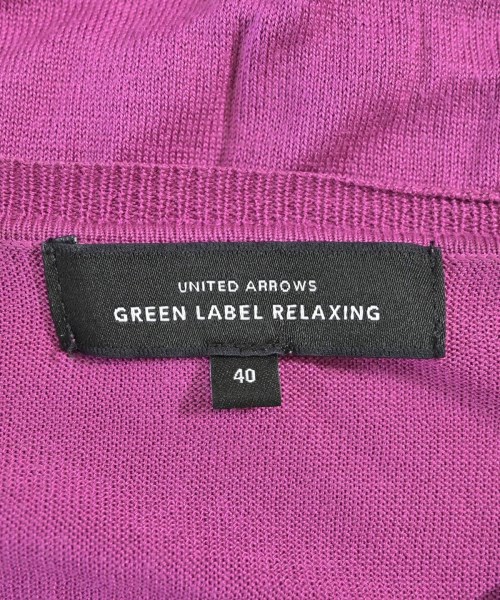 UNITED ARROWS
GREEN LABEL RELAXING
40